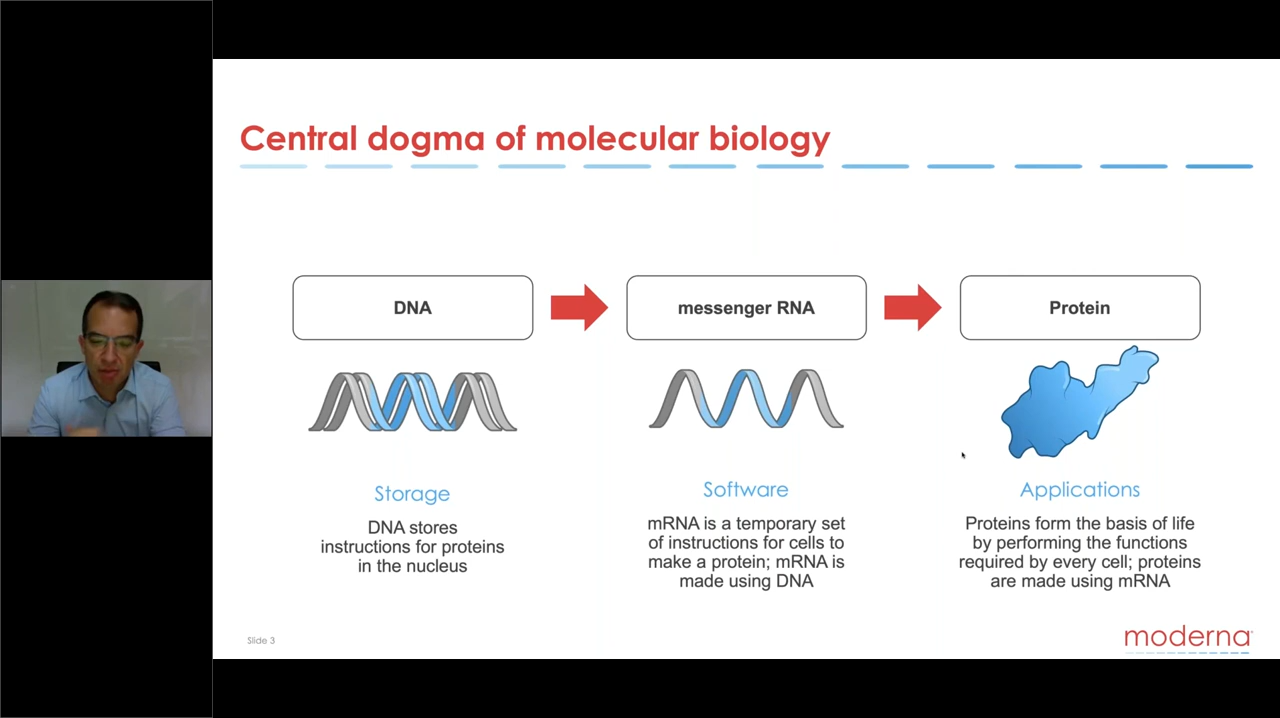 Central dogma of molecular biology
DNA
messenger RNA
Protein
Storage
DNA stores
instructions for proteins
in the nucleus
Software
mRNA is a temporary set
of instructions for cells to
make a protein; mRNA is
made using DNA
Applications
Proteins form the basis of life
by performing the functions
required by every cell; proteins
are made using mRNA
Slide 3
moderna